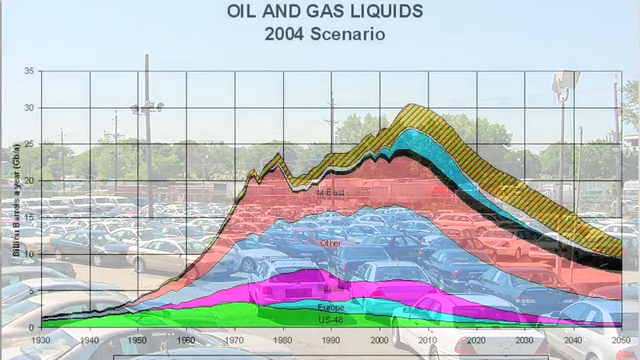 OIL AND GAS LIQUIDS
2004 Scenario
Billion Barrels a year (Gb/a)
35
30
25
20
15
10
5
0
M.East
Other
Russia
Europe
US-48
1930 1940 1950 1960 1970 1980 1990 2000 2010 2020 2030 2040 2050